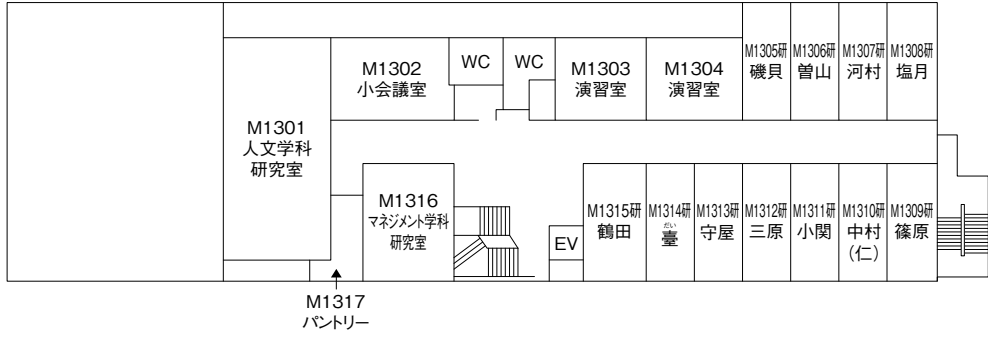 M1301
人文学科
研究室
M1302
小会議室
WC
WC
M1303
演習室
M1304
演習室
M1305研
磯貝
M1306研
曽山
M1307研
河村
M1308研
塩月
M1316
マネジメント学科
研究室
EV
M1315研
鶴田
M1314研
だい
臺
M1313研
守屋
M1312研
三原
M1311研
小関
M1310研
中村
(仁)
M1309研
篠原
M1317
パントリー